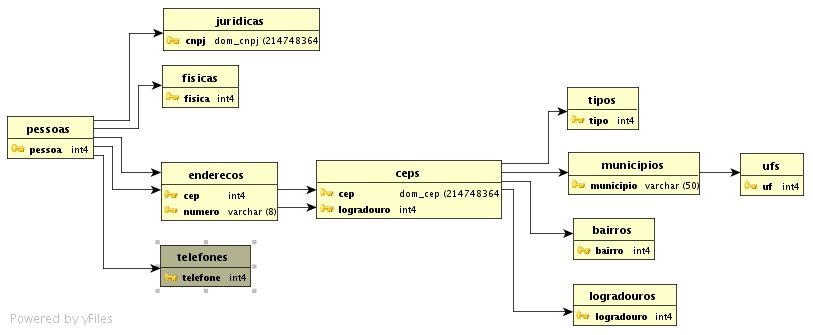 juridicas
cnpj dom_cnpj (214748364
fisicas
fisica int4
pessoas
pessoa int4
enderecos
cep int4
numero varchar (8)
telefones
telefone int4
ceps
cep dom_cep (214748364
logradouro int4
tipos
tipo int4
municipios
municipio varchar (50)
ufs
uf int4
bairros
bairro int4
logradouros
logradouro int4
Powered by yFiles